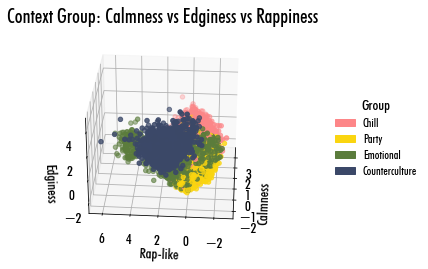 Context Group: Calmness vs Edginess vs Rappiness
Group
Chill
Party
Emotional
Counterculture
Edginess
4
2
0
−2
6
4
2
0
−2
Rap-like
3
2
1
0
−1
−2
Calmness